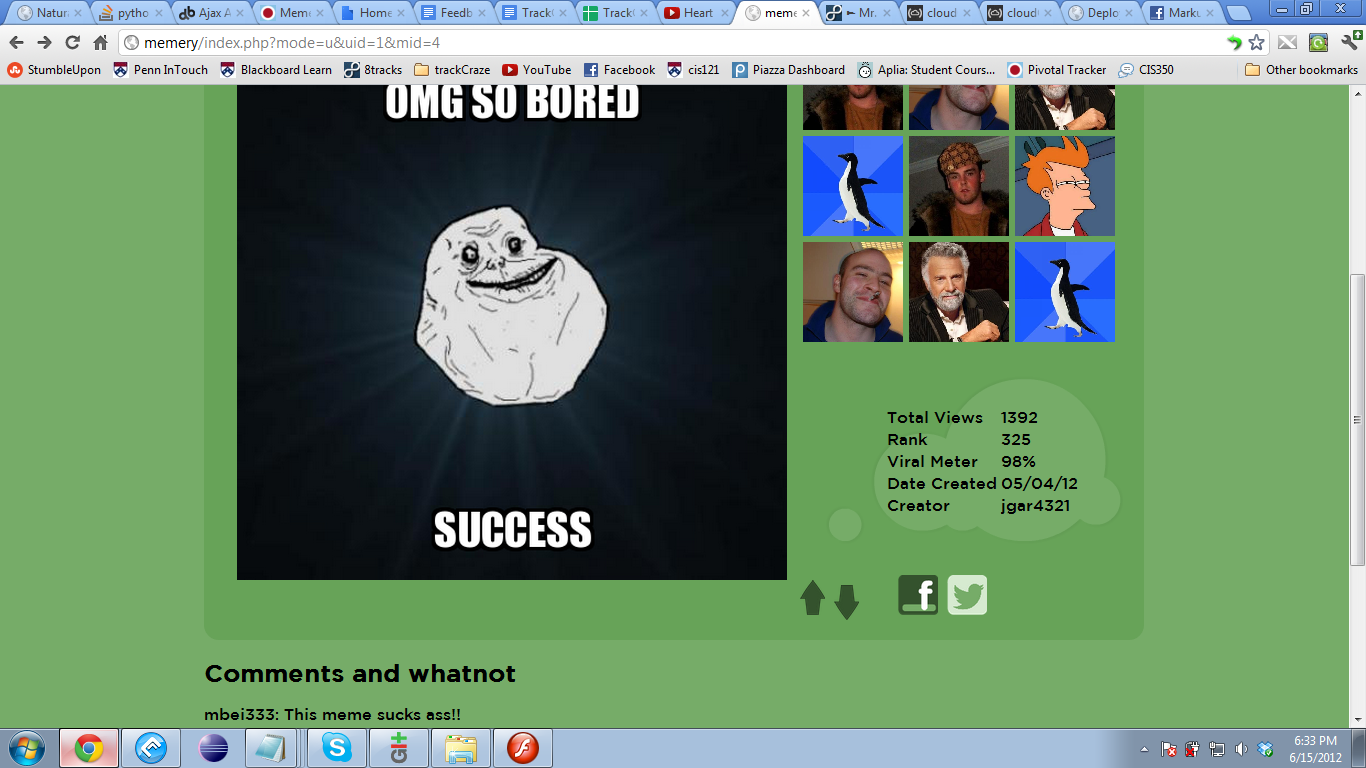 Natura
pytho
Ajax A
Meme
Home
Feedb
Track
Track
Heart
meme
► Mr.
cloud
cloud
Deplo
Marku
memery/index.php?mode=u&uid=1&mid=4
StumbleUpon Penn InTouch Blackboard Learn 8tracks trackCraze YouTube Facebook cis121 Piazza Dashboard Aplia: Student Cours... Pivotal Tracker CIS350 Other bookmarks
OMG SO BORED
SUCCESS
Total Views 1392
Rank 325
Viral Meter 98%
Date Created 05/04/12
Creator jgar4321
Comments and whatnot
mbei333: This meme sucks ass!!
Git
6:33 PM
6/15/2012